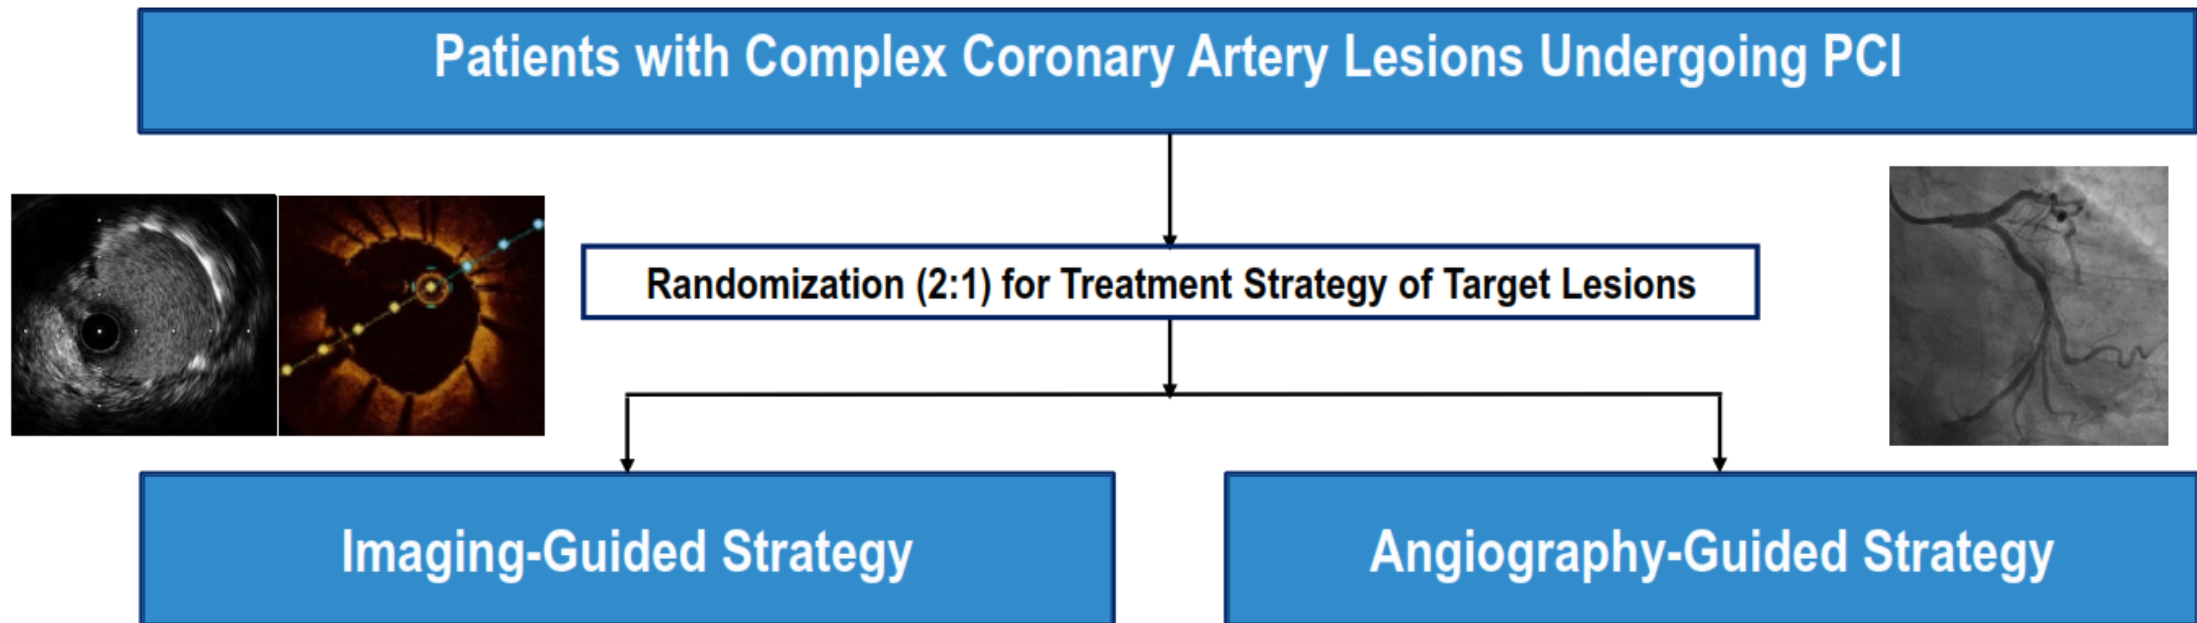 Patients with Complex Coronary Artery Lesions Undergoing PCI
Randomization (2:1) for Treatment Strategy of Target Lesions
Imaging-Guided Strategy
Angiography-Guided Strategy